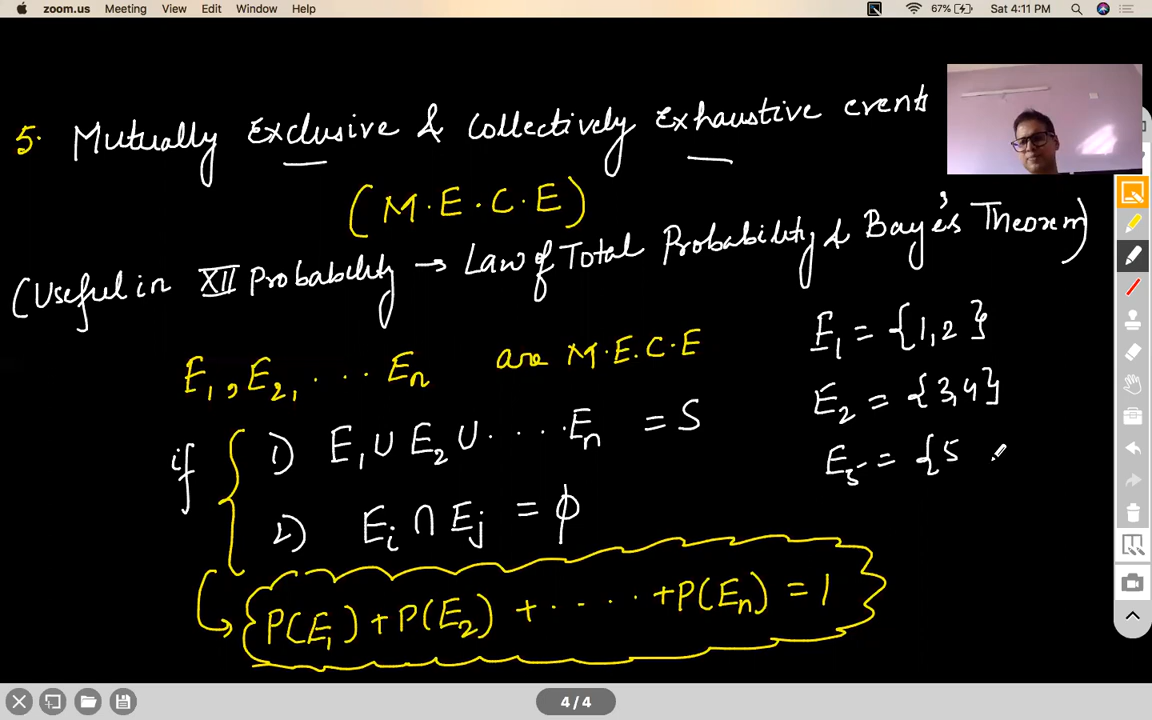 zoom.us Meeting View Edit Window Help 67% Sat 4:11 PM
5. Mutually Exclusive & Collectively Exhaustive events
(M.E.C.E)
(Useful in XII Probability → Law of Total Probability & Baye's Theorem)
E₁, E₂, .... Eₙ are M.E.C.E
if 1) E₁ ∪ E₂ ∪ .... Eₙ = S
2) Eᵢ ∩ Eⱼ = ϕ
P(E₁) + P(E₂) + ..... + P(Eₙ) = 1
E₁ = {1,2}
E₂ = {3,4}
E₃ = {5
4/4